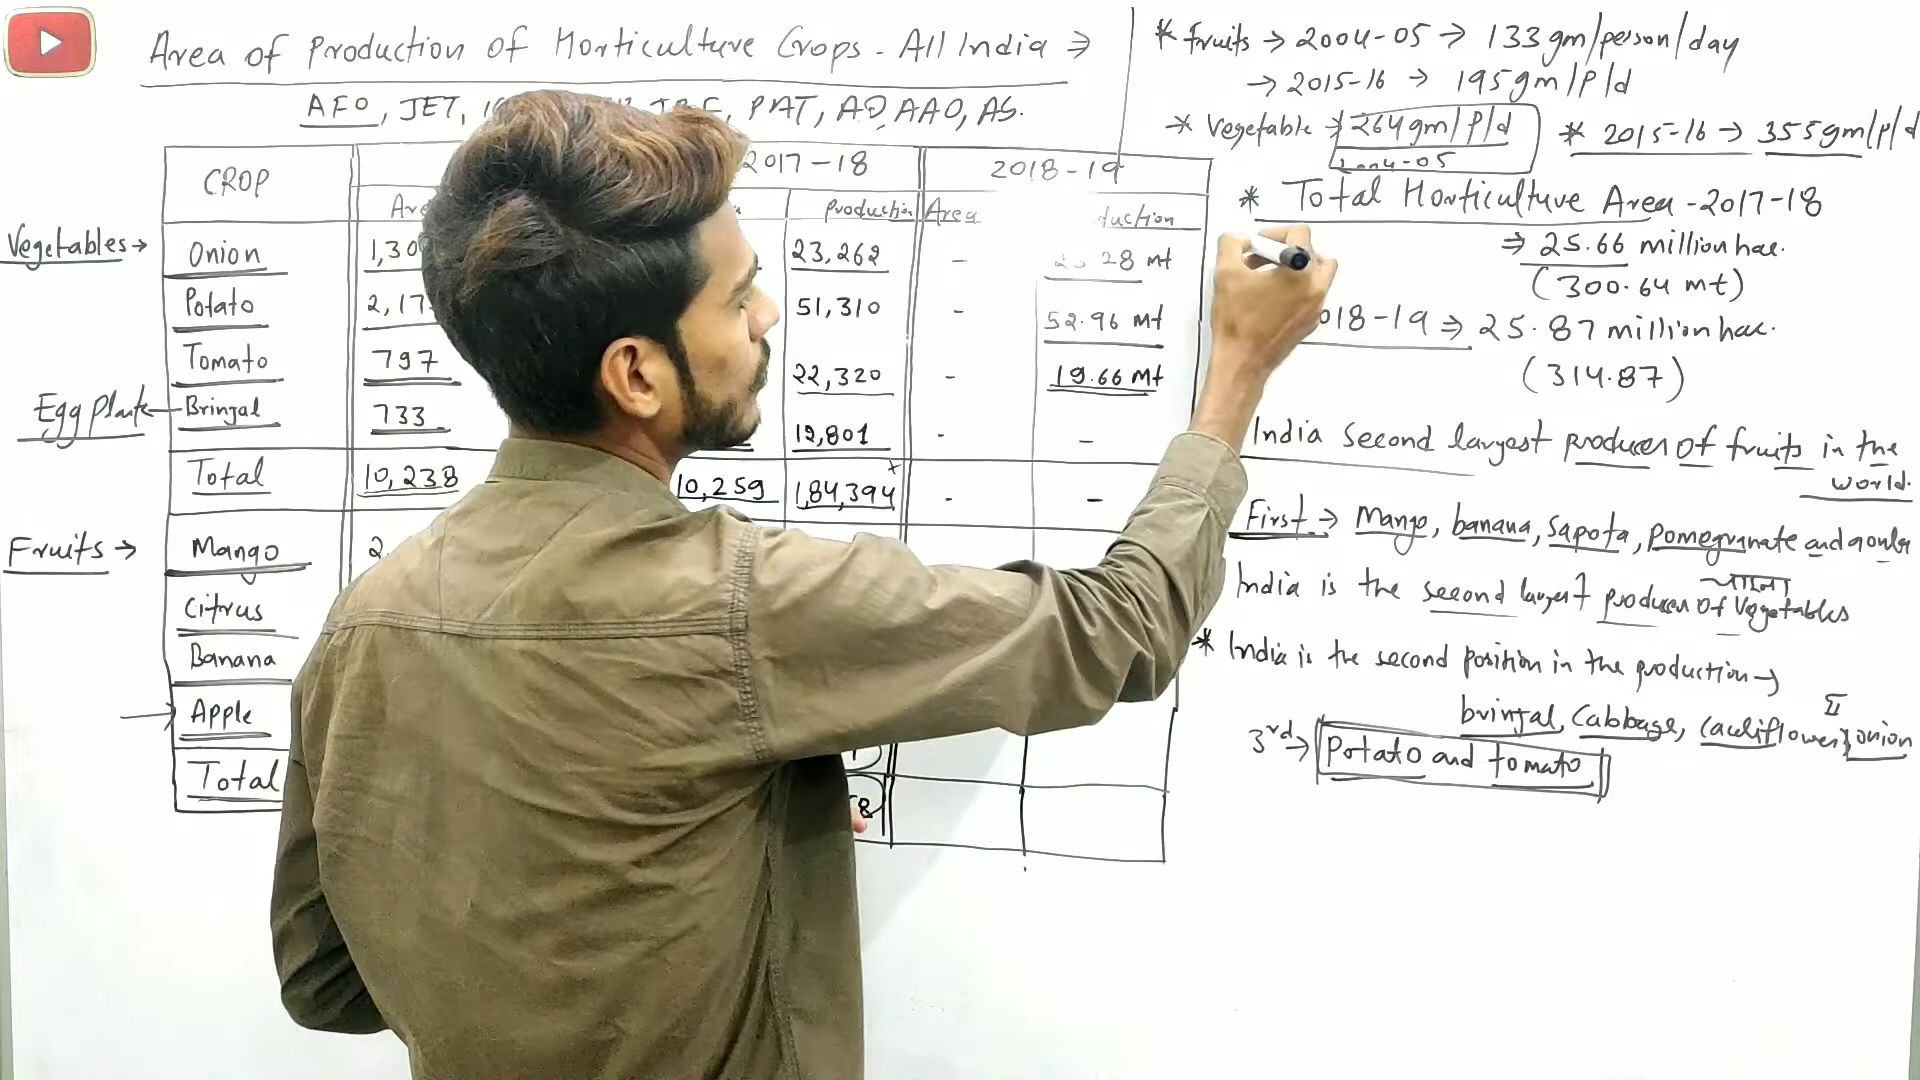 Area of Production of Horticulture Crops - All India ⇒
AFO, JET, PAT, AO, AAO, AS.
CROP 2017-18 2018-19
Production Area
Vegetables → Onion 23,262 - 28 mt
Potato 51,310 - 52.96 mt
Tomato 797 22,320 - 19.66 mt
Egg Plant Brinjal 733 12,801 - -
Total 10,238 10,259 1,84,394 - -
Fruits → Mango
Citrus
Banana
→ Apple
Total
* fruits → 2004-05 → 133 gm/person/day
→ 2015-16 → 195 gm/P/d
* Vegetable → 264 gm/P/d * 2015-16 → 355 gm/P/d
2004-05
* Total Horticulture Area - 2017-18
⇒ 25.66 million hac.
(300.64 mt)
018-19 ⇒ 25.87 million hac.
(314.87)
India Second largest producer of fruits in the
world.
First → Mango, banana, Sapota, Pomegranate and aonla
India is the second largest producer of Vegetables
* India is the second position in the production →
brinjal, Cabbage, Cauliflower, onion
II
3rd → Potato and tomato